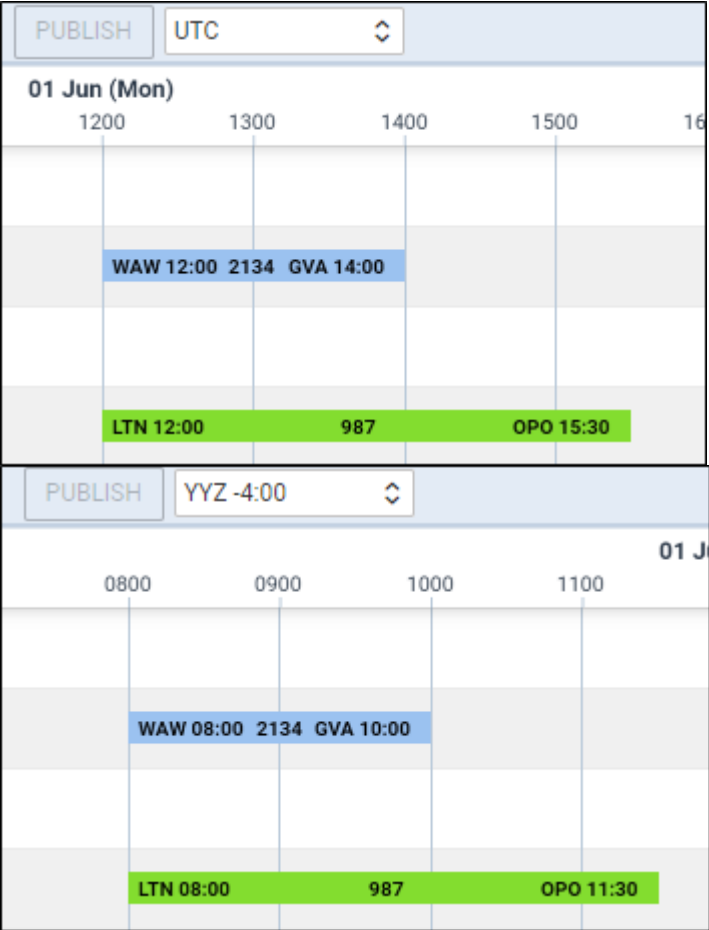 PUBLISH UTC
01 Jun (Mon)
1200 1300 1400 1500 16
WAW 12:00 2134 GVA 14:00
LTN 12:00 987 OPO 15:30
PUBLISH YYZ -4:00
01 J
0800 0900 1000 1100
WAW 08:00 2134 GVA 10:00
LTN 08:00 987 OPO 11:30